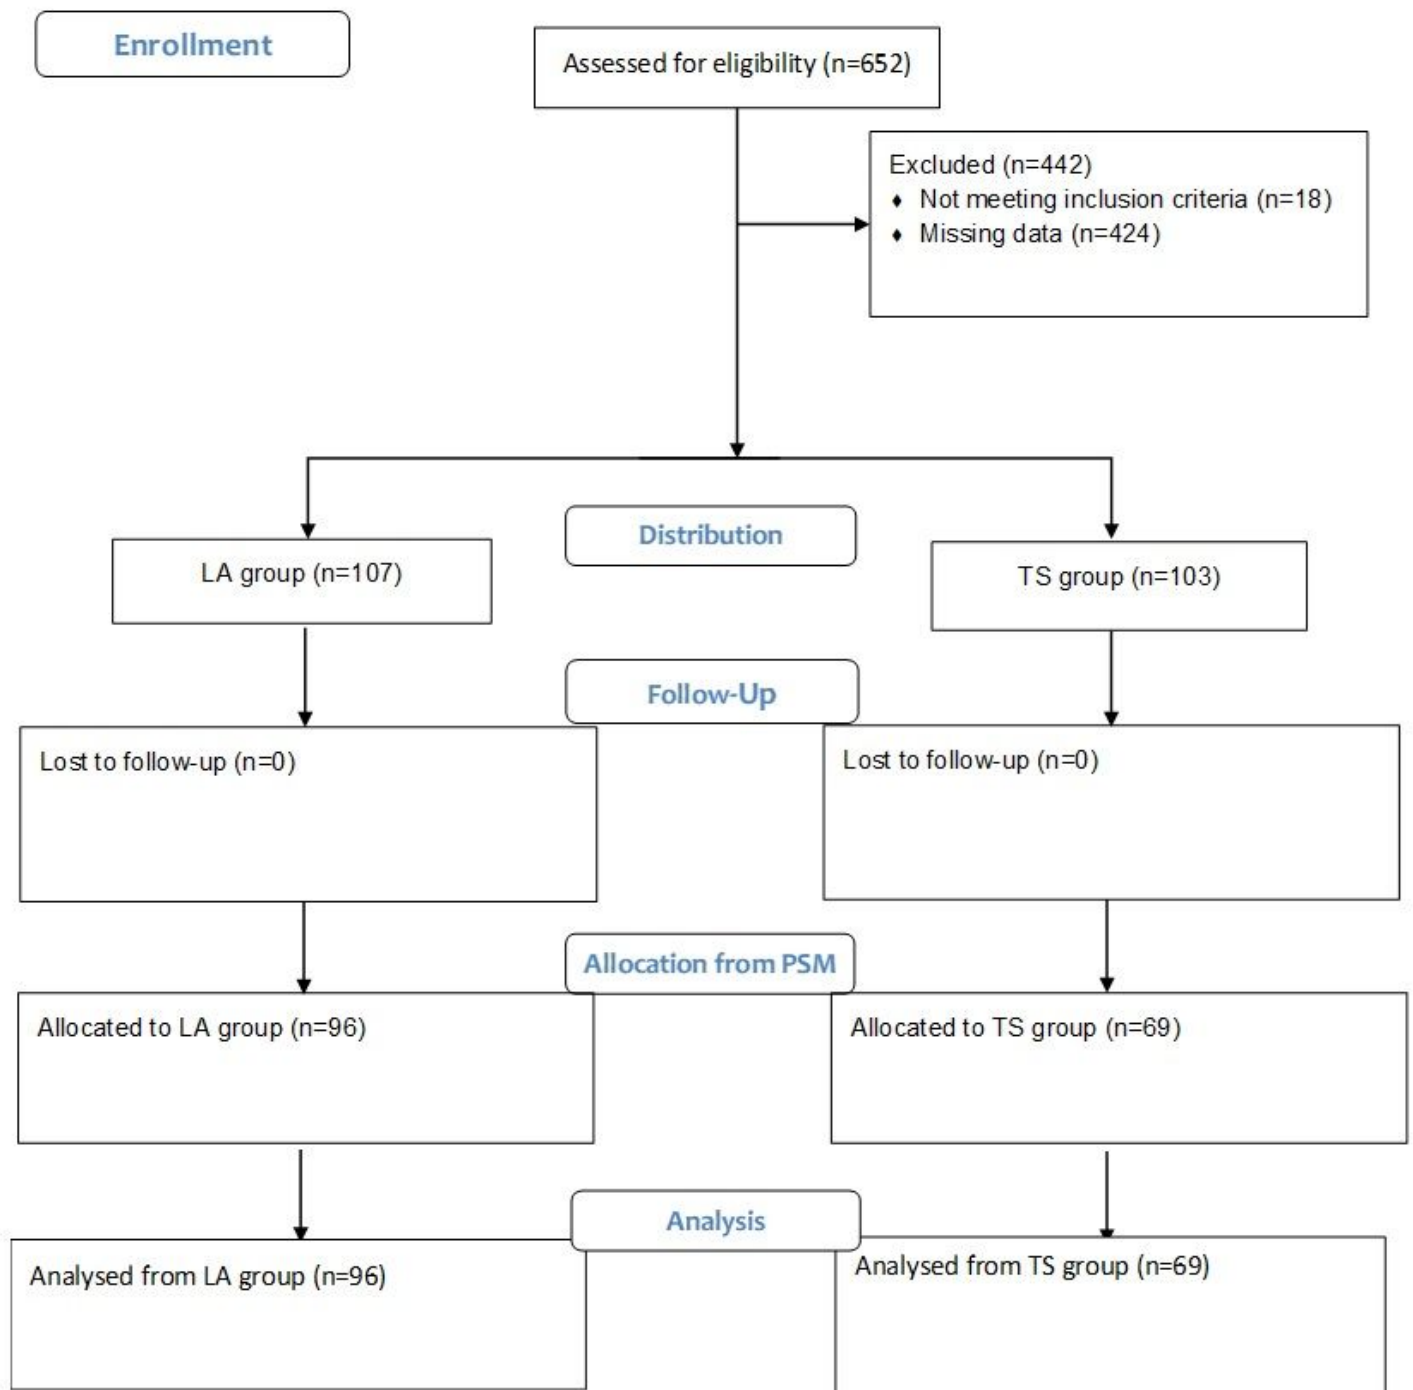 Enrollment
Assessed for eligibility (n=652)
Excluded (n=442)
♦ Not meeting inclusion criteria (n=18)
♦ Missing data (n=424)
Distribution
LA group (n=107)
TS group (n=103)
Follow-Up
Lost to follow-up (n=0)
Lost to follow-up (n=0)
Allocation from PSM
Allocated to LA group (n=96)
Allocated to TS group (n=69)
Analysis
Analysed from LA group (n=96)
Analysed from TS group (n=69)